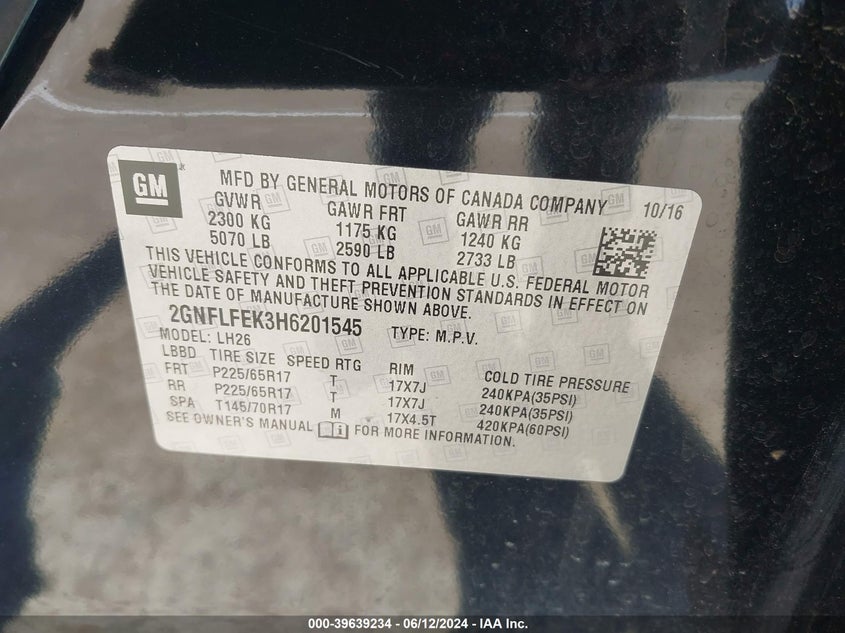 GM
MFD BY GENERAL MOTORS OF CANADA COMPANY 10/16
GVWR GAWR FRT GAWR RR
2300 KG 1175 KG 1240 KG
5070 LB 2590 LB 2733 LB
THIS VEHICLE CONFORMS TO ALL APPLICABLE U.S. FEDERAL MOTOR
VEHICLE SAFETY AND THEFT PREVENTION STANDARDS IN EFFECT ON
THE DATE OF MANUFACTURE SHOWN ABOVE.
2GNFLFEK3H6201545 TYPE: M.P.V.
MODEL: LH26
LBBD TIRE SIZE SPEED RTG RIM COLD TIRE PRESSURE
FRT P225/65R17 T 17X7J 240KPA(35PSI)
RR P225/65R17 T 17X7J 240KPA(35PSI)
SPA T145/70R17 M 17X4.5T 420KPA(60PSI)
SEE OWNER'S MANUAL FOR MORE INFORMATION.
000-39639234 - 06/12/2024 - IAA Inc.